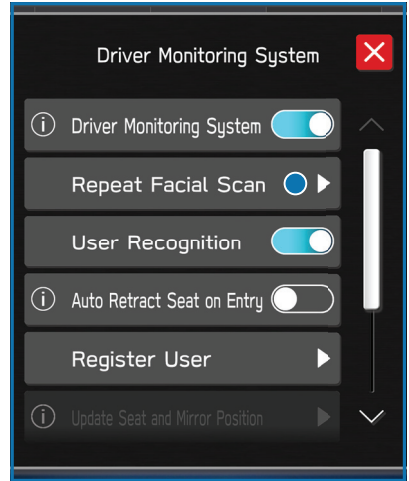 Driver Monitoring System
Driver Monitoring System
Repeat Facial Scan
User Recognition
Auto Retract Seat on Entry
Register User
Update Seat and Mirror Position